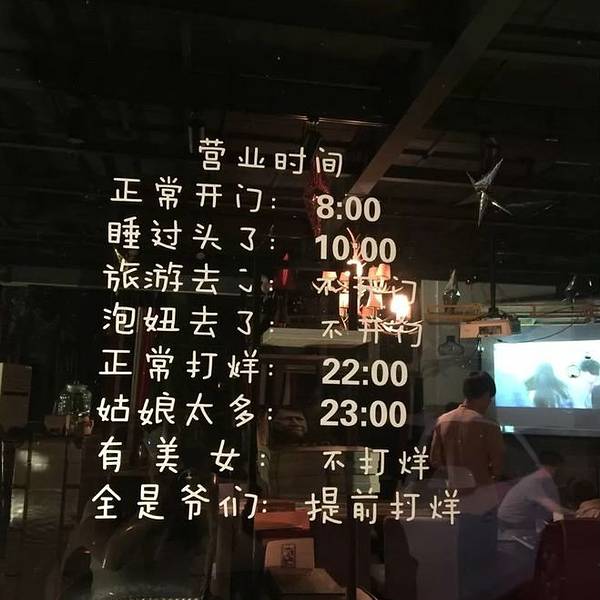 营业时间
正常开门: 8:00
睡过头了: 10:00
旅游去了: 不开门
泡妞去了: 不开门
正常打烊: 22:00
姑娘太多: 23:00
有美女: 不打烊
全是爷们: 提前打烊